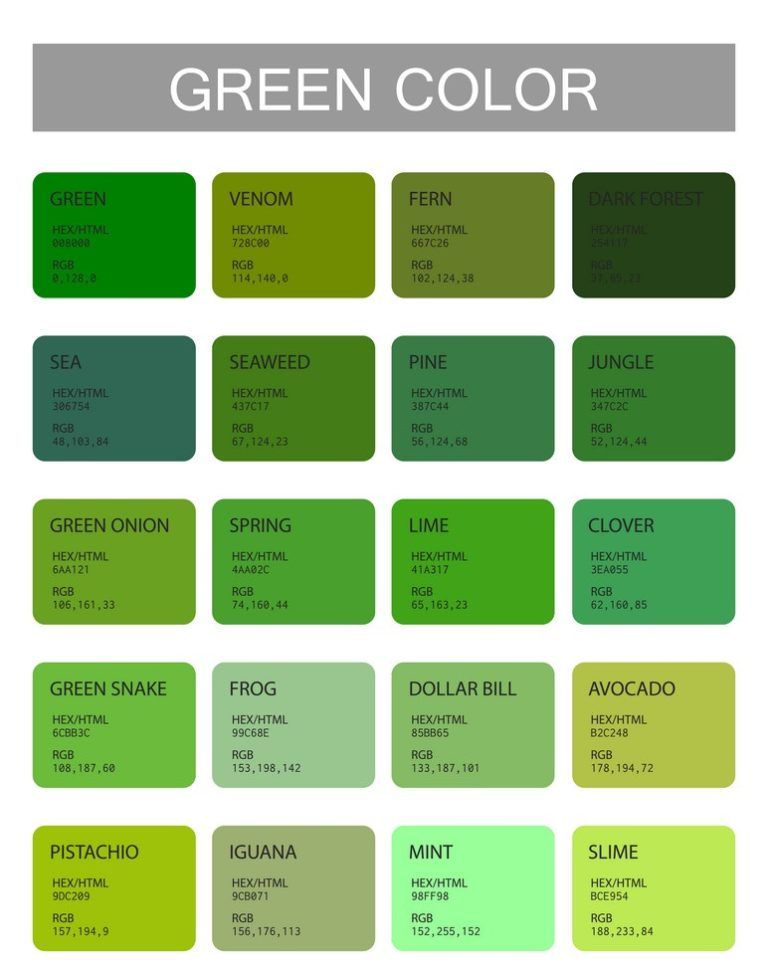 GREEN COLOR
GREEN
HEX/HTML
008000
RGB
0,128,0
VENOM
HEX/HTML
728C00
RGB
114,140,0
FERN
HEX/HTML
667C26
RGB
102,124,38
DARK FOREST
HEX/HTML
254117
RGB
37,65,23
SEA
HEX/HTML
306754
RGB
48,103,84
SEAWEED
HEX/HTML
437C17
RGB
67,124,23
PINE
HEX/HTML
387C44
RGB
56,124,68
JUNGLE
HEX/HTML
347C2C
RGB
52,124,44
GREEN ONION
HEX/HTML
6AA121
RGB
106,161,33
SPRING
HEX/HTML
4AA02C
RGB
74,160,44
LIME
HEX/HTML
41A317
RGB
65,163,23
CLOVER
HEX/HTML
3EA055
RGB
62,160,85
GREEN SNAKE
HEX/HTML
6CBB3C
RGB
108,187,60
FROG
HEX/HTML
99C68E
RGB
153,198,142
DOLLAR BILL
HEX/HTML
85BB65
RGB
133,187,101
AVOCADO
HEX/HTML
B2C248
RGB
178,194,72
PISTACHIO
HEX/HTML
9DC209
RGB
157,194,9
IGUANA
HEX/HTML
9CB071
RGB
156,176,113
MINT
HEX/HTML
98FF98
RGB
152,255,152
SLIME
HEX/HTML
BCE954
RGB
188,233,84